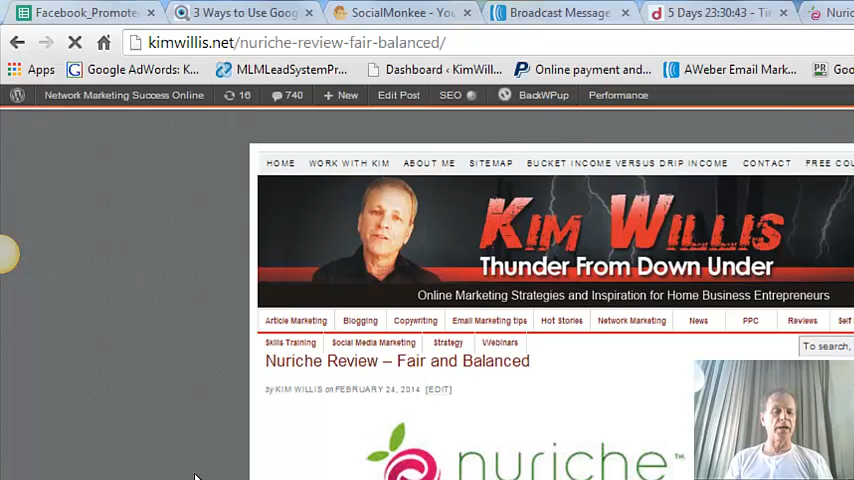 Facebook_Promote
3 Ways to Use Goog
SocialMonkee - You
Broadcast Message
5 Days 23:30:43 - Tir
Nuric
kimwillis.net/nuriche-review-fair-balanced/
Apps
Google AdWords: K...
MLMLeadSystemPr...
Dashboard ‹ KimWill...
Online payment and...
AWeber Email Mark...
PR
Goo
Network Marketing Success Online
16
740
+ New
Edit Post
SEO
BackWPup
Performance
HOME
WORK WITH KIM
ABOUT ME
SITEMAP
BUCKET INCOME VERSUS DRIP INCOME
CONTACT
FREE COU
KIM WILLIS
Thunder From Down Under
Online Marketing Strategies and Inspiration for Home Business Entrepreneurs
Article Marketing
Blogging
Copywriting
Email Marketing tips
Hot Stories
Network Marketing
News
PPC
Reviews
Self
Skills Training
Social Media Marketing
Strategy
Webinars
To search,
Nuriche Review – Fair and Balanced
by KIM WILLIS on FEBRUARY 24, 2014 [EDIT]
nuriche™